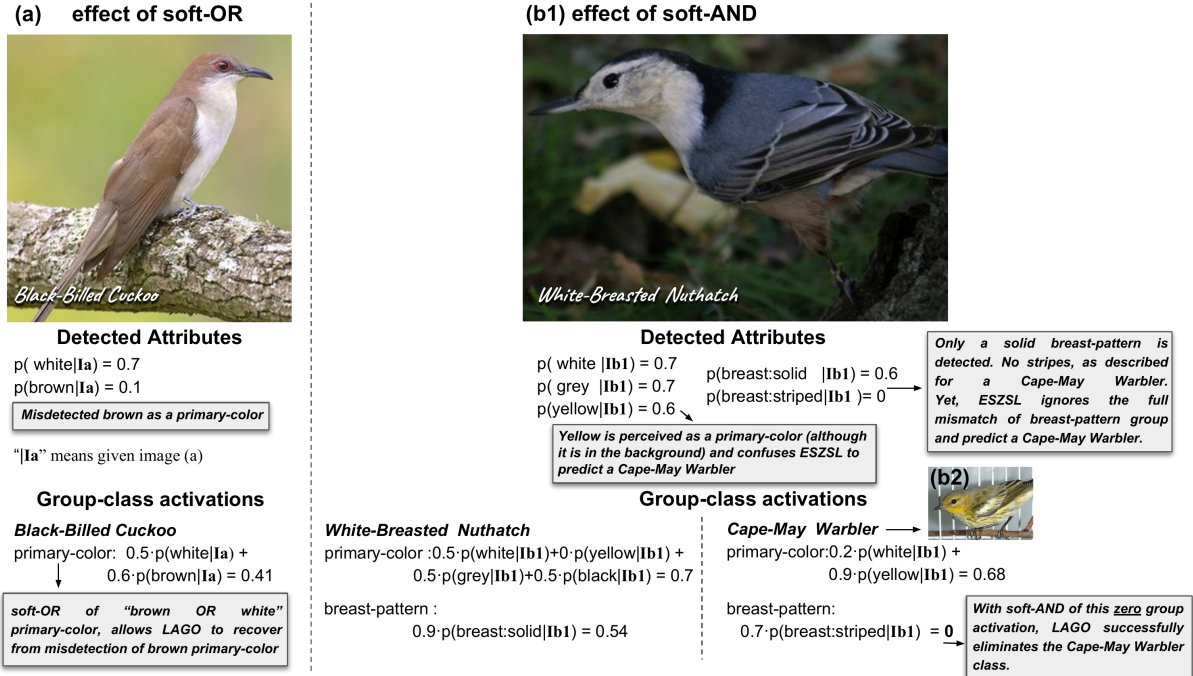 (a) effect of soft-OR
Black-Billed Cuckoo
Detected Attributes
p( white|Ia) = 0.7
p(brown|Ia) = 0.1
Misdetected brown as a primary-color
“|Ia” means given image (a)
Group-class activations
Black-Billed Cuckoo
primary-color: 0.5·p(white|Ia) +
0.6·p(brown|Ia) = 0.41
soft-OR of “brown OR white”
primary-color, allows LAGO to recover
from misdetection of brown primary-color
(b1) effect of soft-AND
White-Breasted Nuthatch
Detected Attributes
p( white |Ib1) = 0.7
p( grey |Ib1) = 0.7
p(yellow|Ib1) = 0.6
p(breast:solid |Ib1) = 0.6
p(breast:striped|Ib1 )= 0
Only a solid breast-pattern is
detected. No stripes, as described
for a Cape-May Warbler.
Yet, ESZSL ignores the full
mismatch of breast-pattern group
and predict a Cape-May Warbler.
Yellow is perceived as a primary-color (although
it is in the background) and confuses ESZSL to
predict a Cape-May Warbler
(b2)
Group-class activations
White-Breasted Nuthatch
primary-color :0.5·p(white|Ib1)+0·p(yellow|Ib1) +
0.5·p(grey|Ib1)+0.5·p(black|Ib1) = 0.7
breast-pattern :
0.9·p(breast:solid|Ib1) = 0.54
Cape-May Warbler
primary-color:0.2·p(white|Ib1) +
0.9·p(yellow|Ib1) = 0.68
breast-pattern:
0.7·p(breast:striped|Ib1) = 0
With soft-AND of this zero group
activation, LAGO successfully
eliminates the Cape-May Warbler
class.